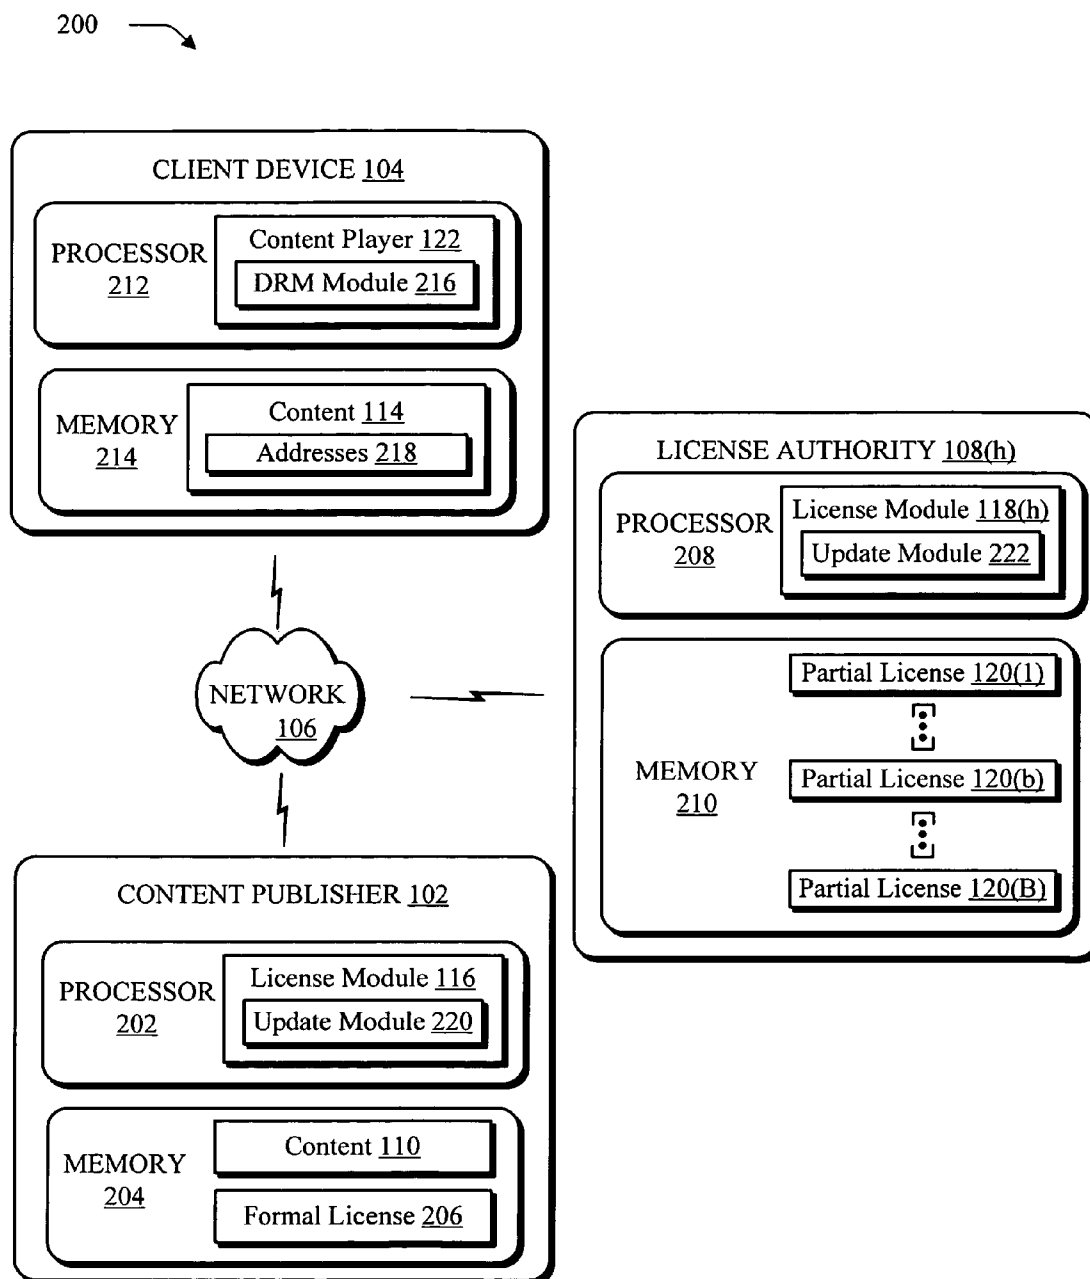 200
CLIENT DEVICE 104
PROCESSOR
212
Content Player 122
DRM Module 216
MEMORY
214
Content 114
Addresses 218
NETWORK
106
LICENSE AUTHORITY 108(h)
PROCESSOR
208
License Module 118(h)
Update Module 222
MEMORY
210
Partial License 120(1)
Partial License 120(b)
Partial License 120(B)
CONTENT PUBLISHER 102
PROCESSOR
202
License Module 116
Update Module 220
MEMORY
204
Content 110
Formal License 206